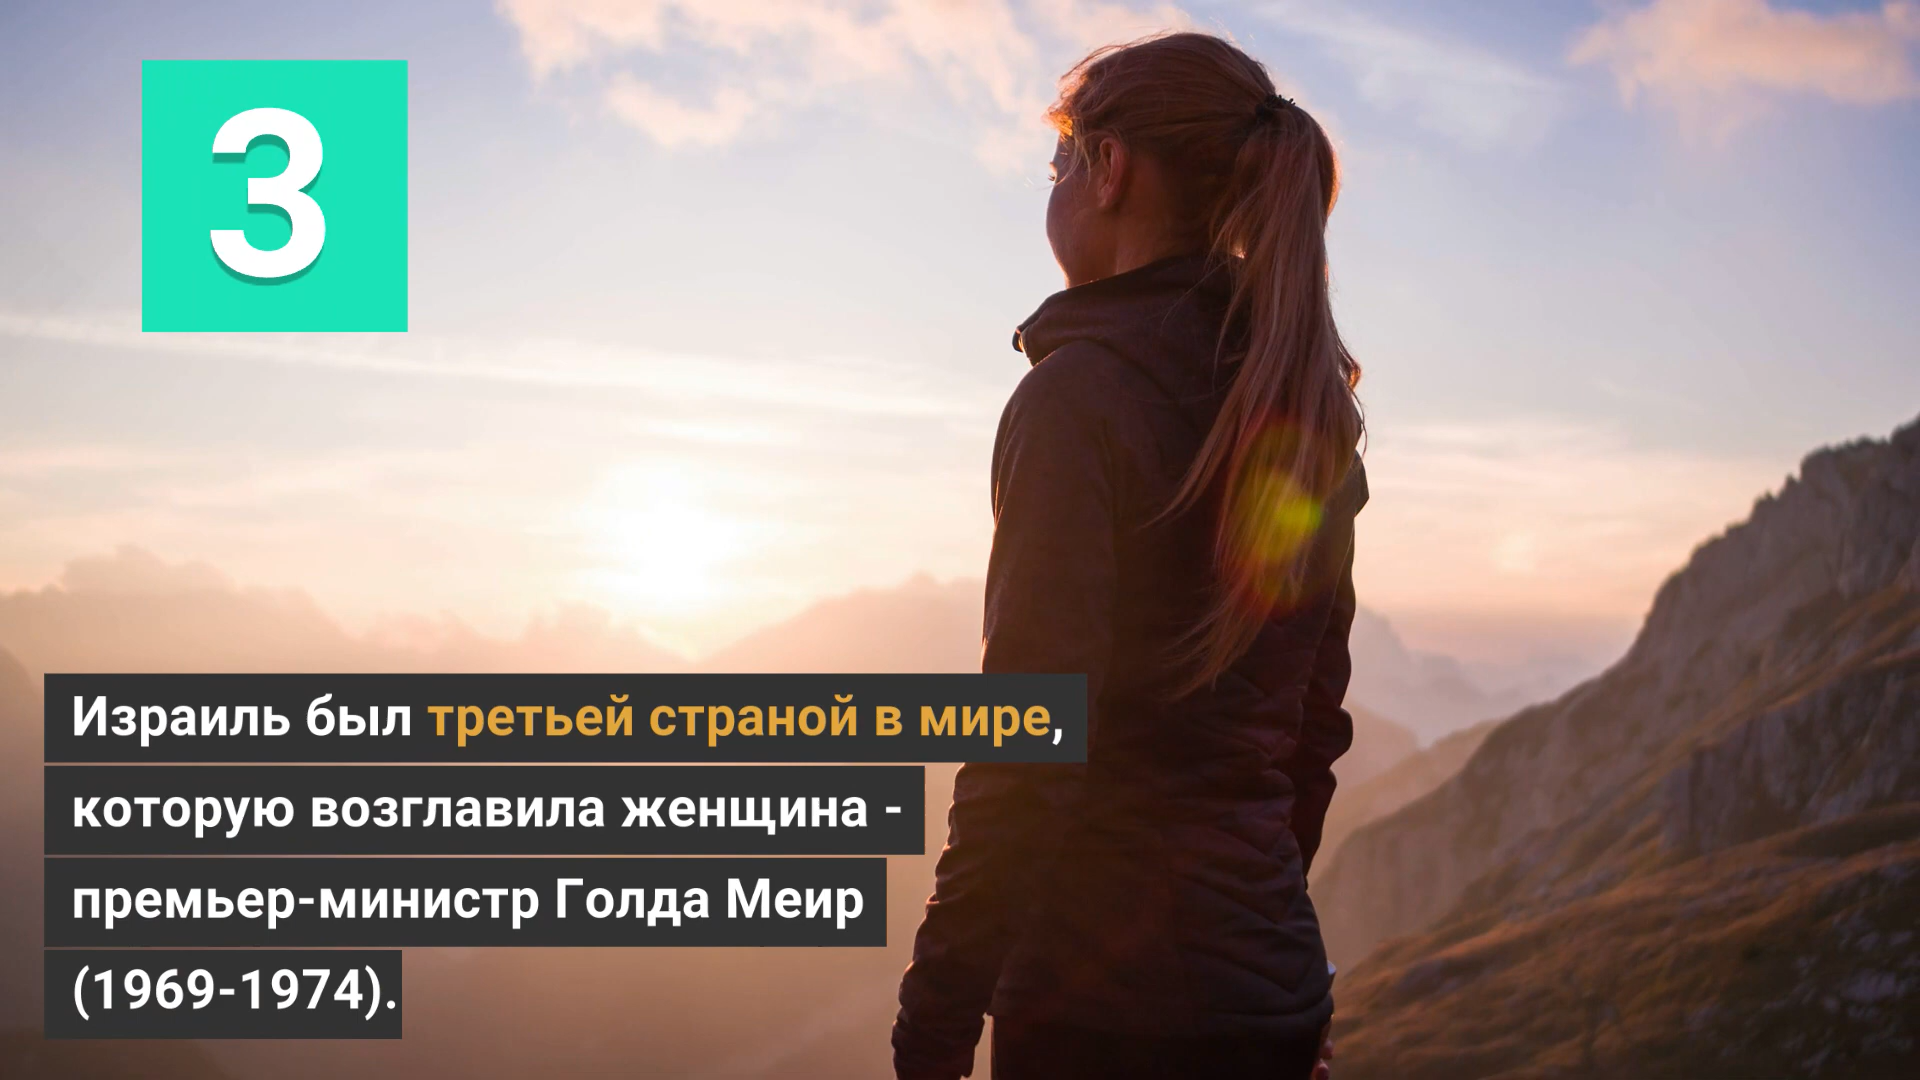 3
Израиль был третьей страной в мире,
которую возглавила женщина -
премьер-министр Голда Меир
(1969-1974).